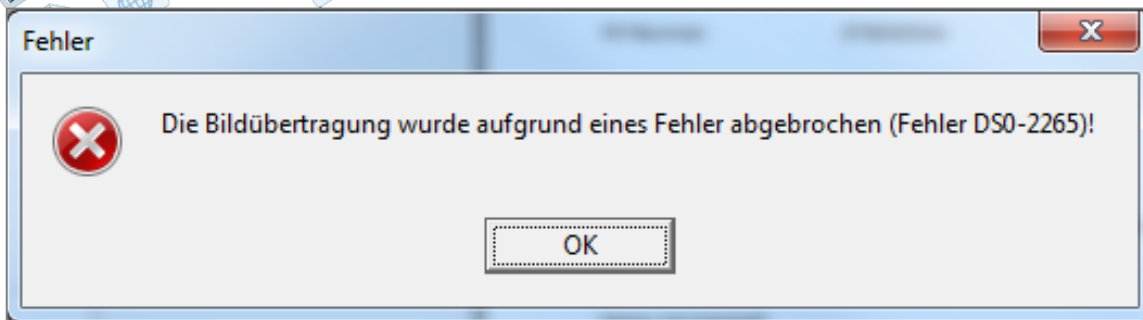 Fehler
Die Bildübertragung wurde aufgrund eines Fehler abgebrochen (Fehler DS0-2265)!
OK